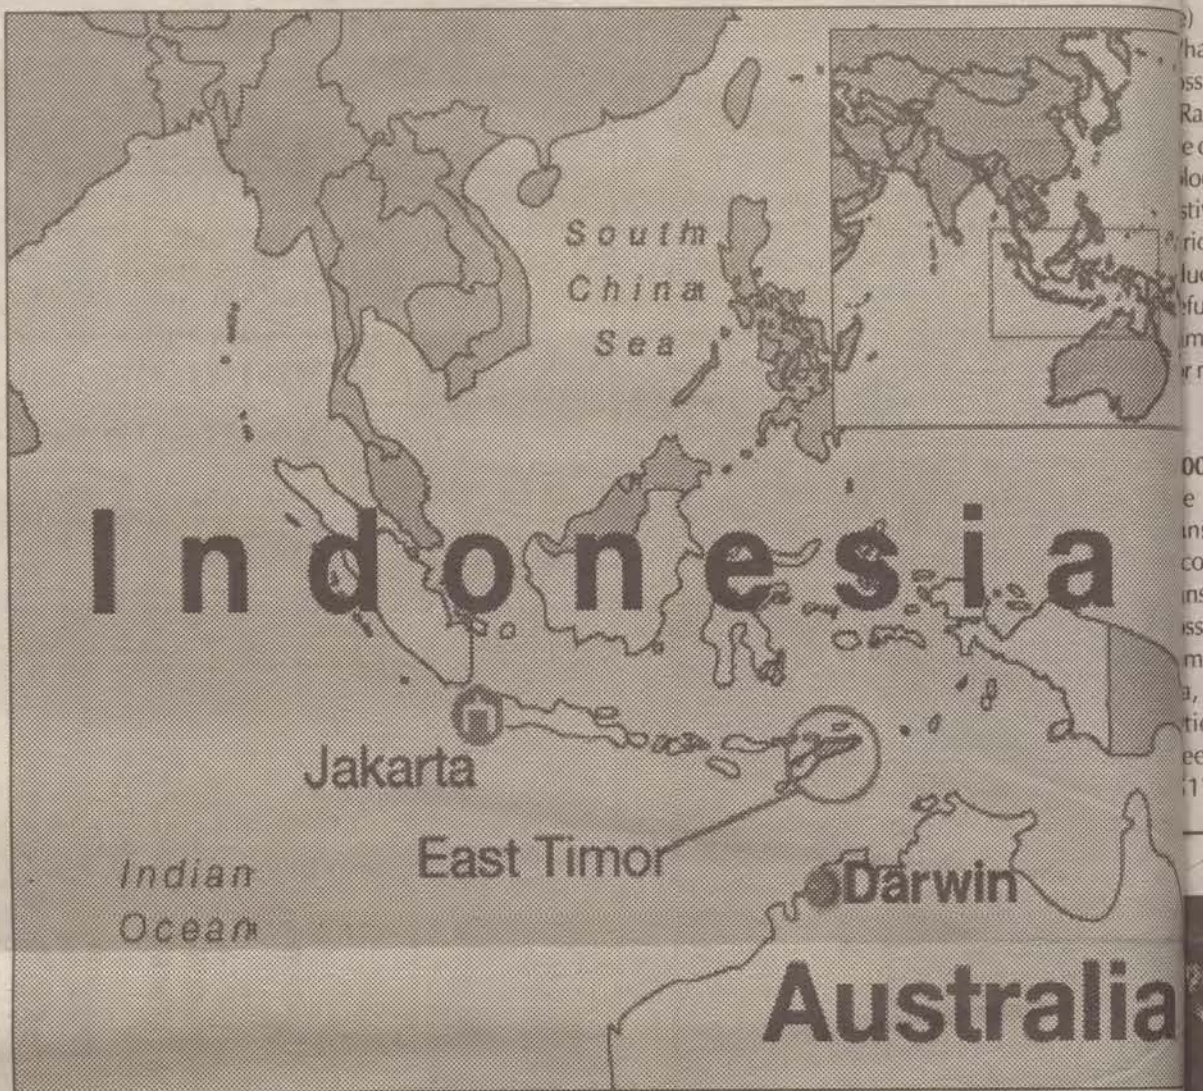 South
China
Sea
Indonesia
Jakarta
East Timor
Indian
Ocean
Darwin
Australia